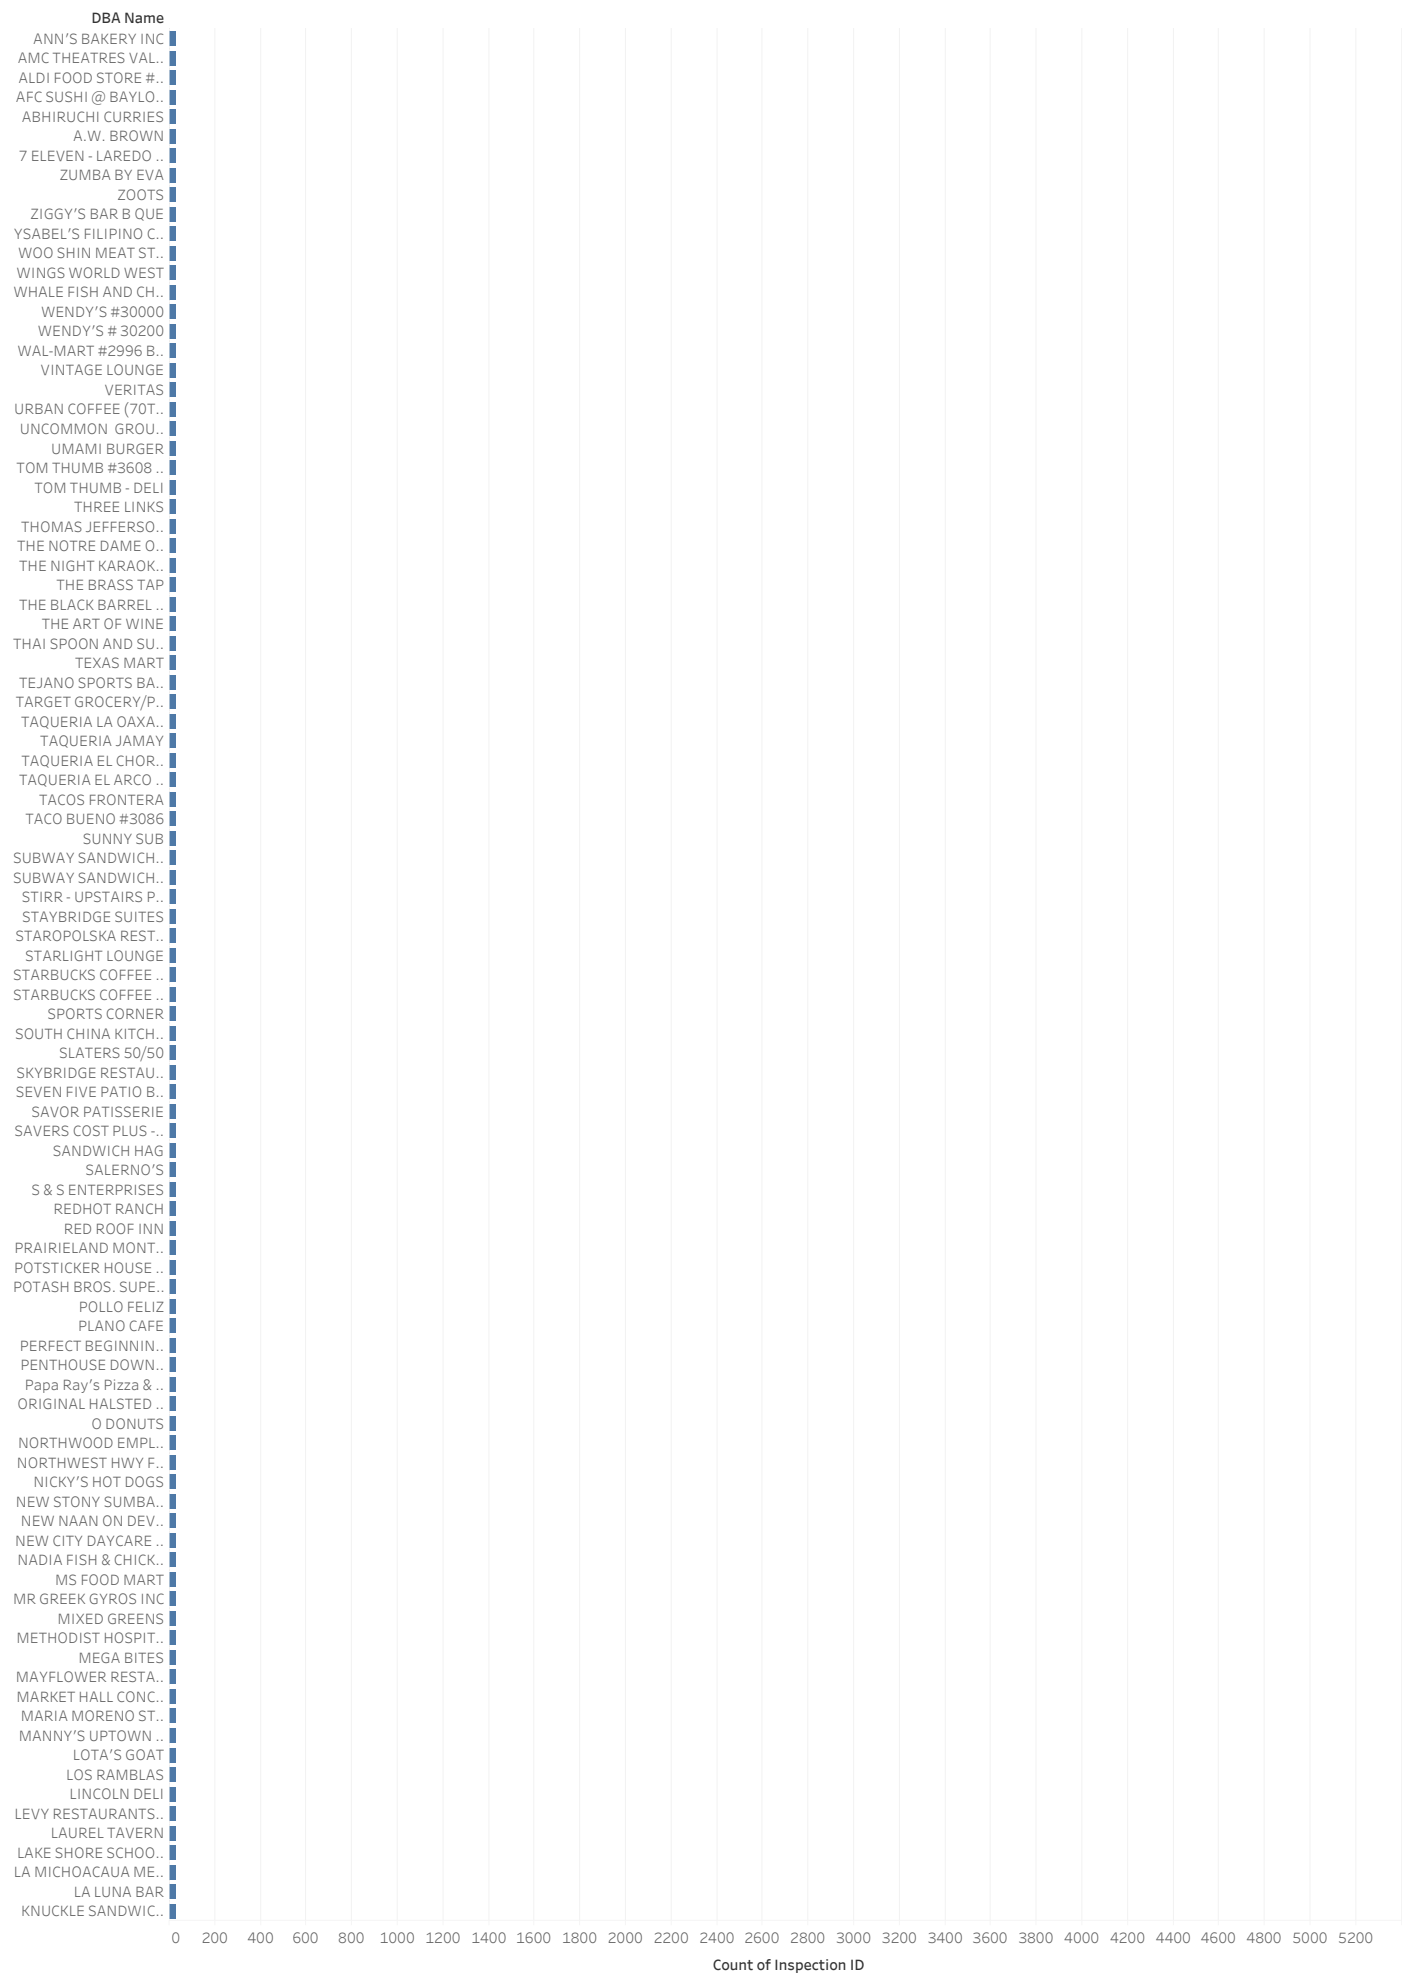 DBA Name
ANN'S BAKERY INC
AMC THEATRES VAL..
ALDI FOOD STORE #..
AFC SUSHI @ BAYLO..
ABHIRUCHI CURRIES
A.W. BROWN
7 ELEVEN - LAREDO ..
ZUMBA BY EVA
ZOOTS
ZIGGY'S BAR B QUE
YSABEL'S FILIPINO C..
WOO SHIN MEAT ST..
WINGS WORLD WEST
WHALE FISH AND CH..
WENDY'S #30000
WENDY'S # 30200
WAL-MART #2996 B..
VINTAGE LOUNGE
VERITAS
URBAN COFFEE (70T..
UNCOMMON  GROU..
UMAMI BURGER
TOM THUMB #3608 ..
TOM THUMB - DELI
THREE LINKS
THOMAS JEFFERSO..
THE NOTRE DAME O..
THE NIGHT KARAOK..
THE BRASS TAP
THE BLACK BARREL ..
THE ART OF WINE
THAI SPOON AND SU..
TEXAS MART
TEJANO SPORTS BA..
TARGET GROCERY/P..
TAQUERIA LA OAXA..
TAQUERIA JAMAY
TAQUERIA EL CHOR..
TAQUERIA EL ARCO ..
TACOS FRONTERA
TACO BUENO #3086
SUNNY SUB
SUBWAY SANDWICH..
SUBWAY SANDWICH..
STIRR - UPSTAIRS P..
STAYBRIDGE SUITES
STAROPOLSKA REST..
STARLIGHT LOUNGE
STARBUCKS COFFEE ..
STARBUCKS COFFEE ..
SPORTS CORNER
SOUTH CHINA KITCH..
SLATERS 50/50
SKYBRIDGE RESTAU..
SEVEN FIVE PATIO B..
SAVOR PATISSERIE
SAVERS COST PLUS -..
SANDWICH HAG
SALERNO'S
S & S ENTERPRISES
REDHOT RANCH
RED ROOF INN
PRAIRIELAND MONT..
POTSTICKER HOUSE ..
POTASH BROS. SUPE..
POLLO FELIZ
PLANO CAFE
PERFECT BEGINNIN..
PENTHOUSE DOWN..
Papa Ray's Pizza & ..
ORIGINAL HALSTED ..
O DONUTS
NORTHWOOD EMPL..
NORTHWEST HWY F..
NICKY'S HOT DOGS
NEW STONY SUMBA..
NEW NAAN ON DEV..
NEW CITY DAYCARE ..
NADIA FISH & CHICK..
MS FOOD MART
MR GREEK GYROS INC
MIXED GREENS
METHODIST HOSPIT..
MEGA BITES
MAYFLOWER RESTA..
MARKET HALL CONC..
MARIA MORENO ST..
MANNY'S UPTOWN ..
LOTA'S GOAT
LOS RAMBLAS
LINCOLN DELI
LEVY RESTAURANTS..
LAUREL TAVERN
LAKE SHORE SCHOO..
LA MICHOACAUA ME..
LA LUNA BAR
KNUCKLE SANDWIC..
0 200 400 600 800 1000 1200 1400 1600 1800 2000 2200 2400 2600 2800 3000 3200 3400 3600 3800 4000 4200 4400 4600 4800 5000 5200
Count of Inspection ID